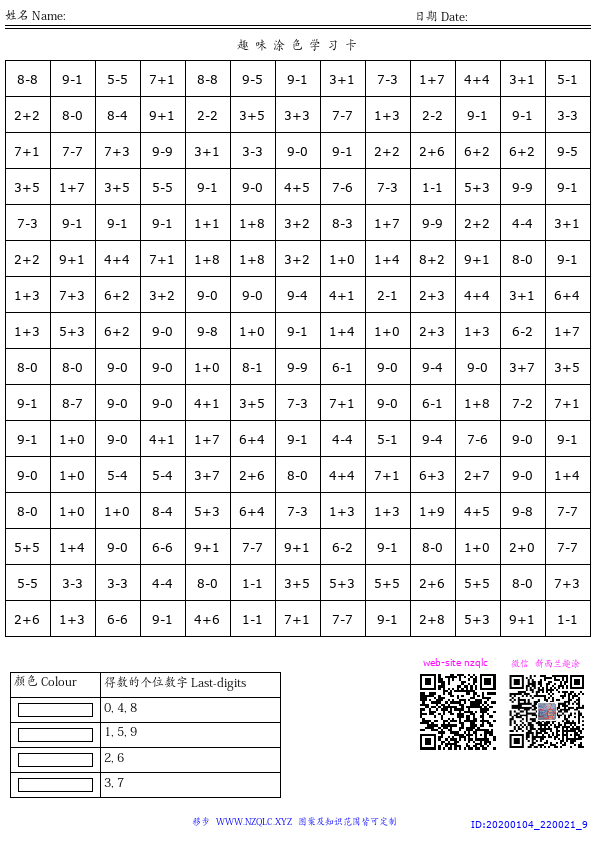 姓名 Name: 日期 Date:
趣 味 涂 色 学 习 卡
8-8 9-1 5-5 7+1 8-8 9-5 9-1 3+1 7-3 1+7 4+4 3+1 5-1
2+2 8-0 8-4 9+1 2-2 3+5 3+3 7-7 1+3 2-2 9-1 9-1 3-3
7+1 7-7 7+3 9-9 3+1 3-3 9-0 9-1 2+2 2+6 6+2 6+2 9-5
3+5 1+7 3+5 5-5 9-1 9-0 4+5 7-6 7-3 1-1 5+3 9-9 9-1
7-3 9-1 9-1 9-1 1+1 1+8 3+2 8-3 1+7 9-9 2+2 4-4 3+1
2+2 9+1 4+4 7+1 1+8 1+8 3+2 1+0 1+4 8+2 9+1 8-0 9-1
1+3 7+3 6+2 3+2 9-0 9-0 9-4 4+1 2-1 2+3 4+4 3+1 6+4
1+3 5+3 6+2 9-0 9-8 1+0 9-1 1+4 1+0 2+3 1+3 6-2 1+7
8-0 8-0 9-0 9-0 1+0 8-1 9-9 6-1 9-0 9-4 9-0 3+7 3+5
9-1 8-7 9-0 9-0 4+1 3+5 7-3 7+1 9-0 6-1 1+8 7-2 7+1
9-1 1+0 9-0 4+1 1+7 6+4 9-1 4-4 5-1 9-4 7-6 9-0 9-1
9-0 1+0 5-4 5-4 3+7 2+6 8-0 4+4 7+1 6+3 2+7 9-0 1+4
8-0 1+0 1+0 8-4 5+3 6+4 7-3 1+3 1+3 1+9 4+5 9-8 7-7
5+5 1+4 9-0 6-6 9+1 7-7 9+1 6-2 9-1 8-0 1+0 2+0 7-7
5-5 3-3 3-3 4-4 8-0 1-1 3+5 5+3 5+5 2+6 5+5 8-0 7+3
2+6 1+3 6-6 9-1 4+6 1-1 7+1 7-7 9-1 2+8 5+3 9+1 1-1
web-site nzqlc 微信 新西兰趣涂
颜色 Colour 得数的个位数字 Last-digits
0, 4, 8
1, 5, 9
2, 6
3, 7
移步 WWW.NZQLC.XYZ 图案及知识范围皆可定制
ID:20200104_220021_9